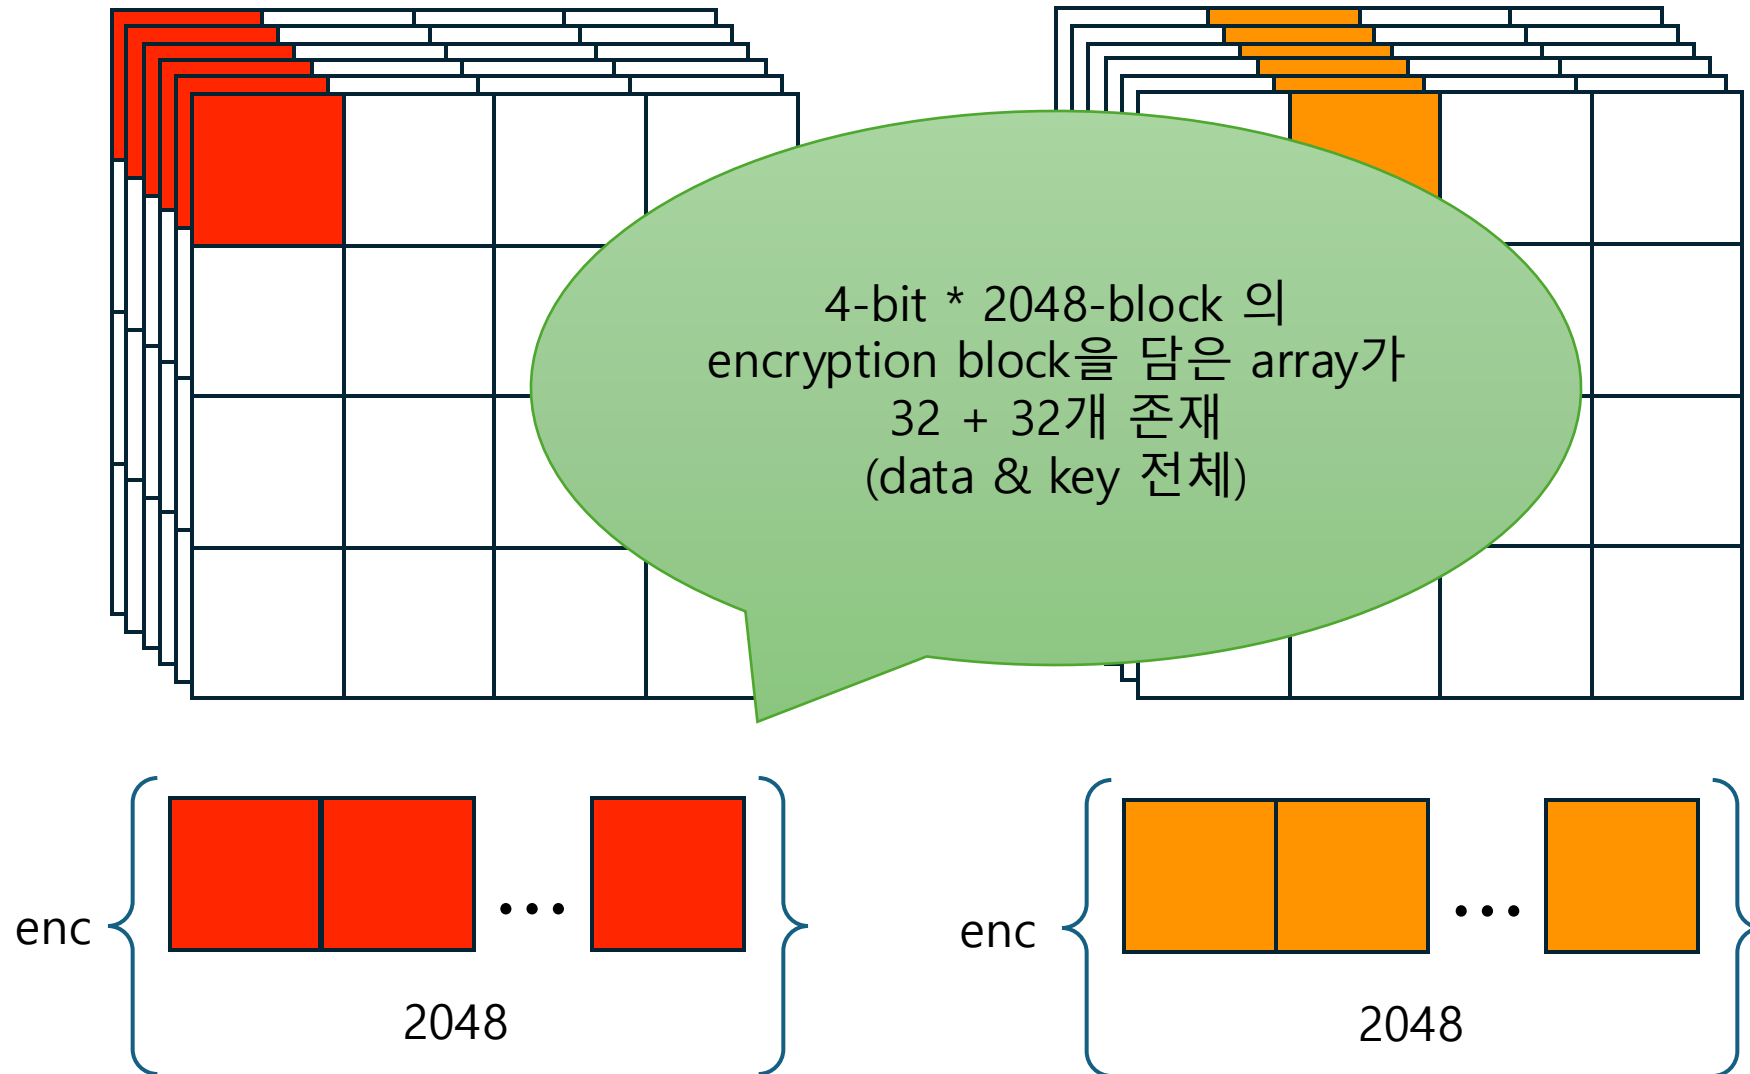 4-bit * 2048-block 의
encryption block을 담은 array가
32 + 32개 존재
(data & key 전체)
...
...
enc
enc
2048
2048